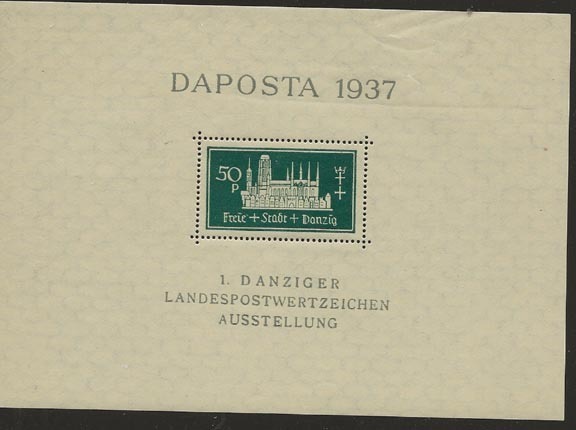 DAPOSTA 1937
50
P
Freie + Stadt + Danzig
1. DANZIGER
LANDESPOSTWERTZEICHEN
AUSSTELLUNG